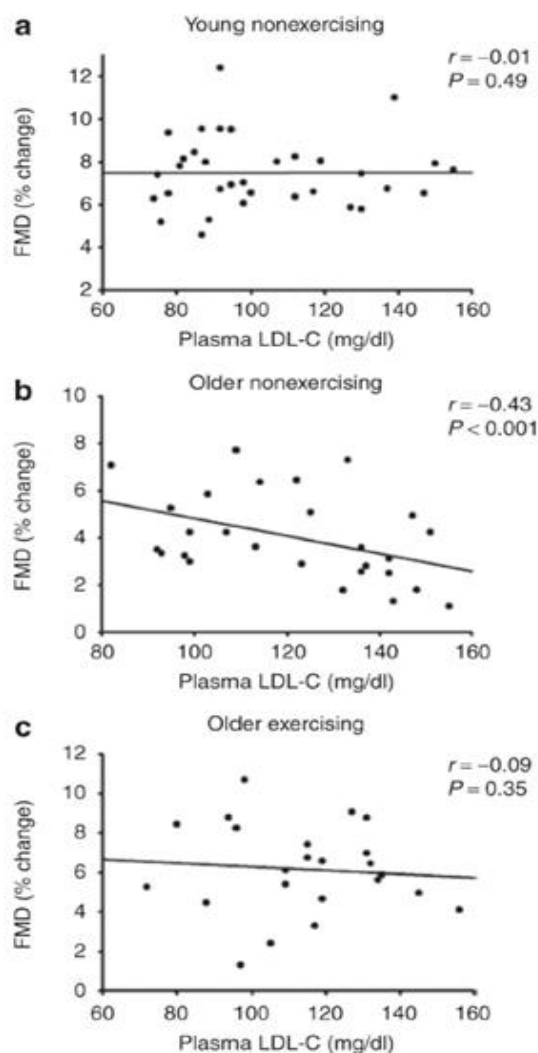 a
Young nonexercising
r = −0.01
P = 0.49
FMD (% change)
12
10
8
6
4
2
60 80 100 120 140 160
Plasma LDL-C (mg/dl)
b
Older nonexercising
r = −0.43
P < 0.001
FMD (% change)
10
8
6
4
2
0
80 100 120 140 160
Plasma LDL-C (mg/dl)
c
Older exercising
r = −0.09
P = 0.35
FMD (% change)
12
10
8
6
4
2
0
60 80 100 120 140 160
Plasma LDL-C (mg/dl)